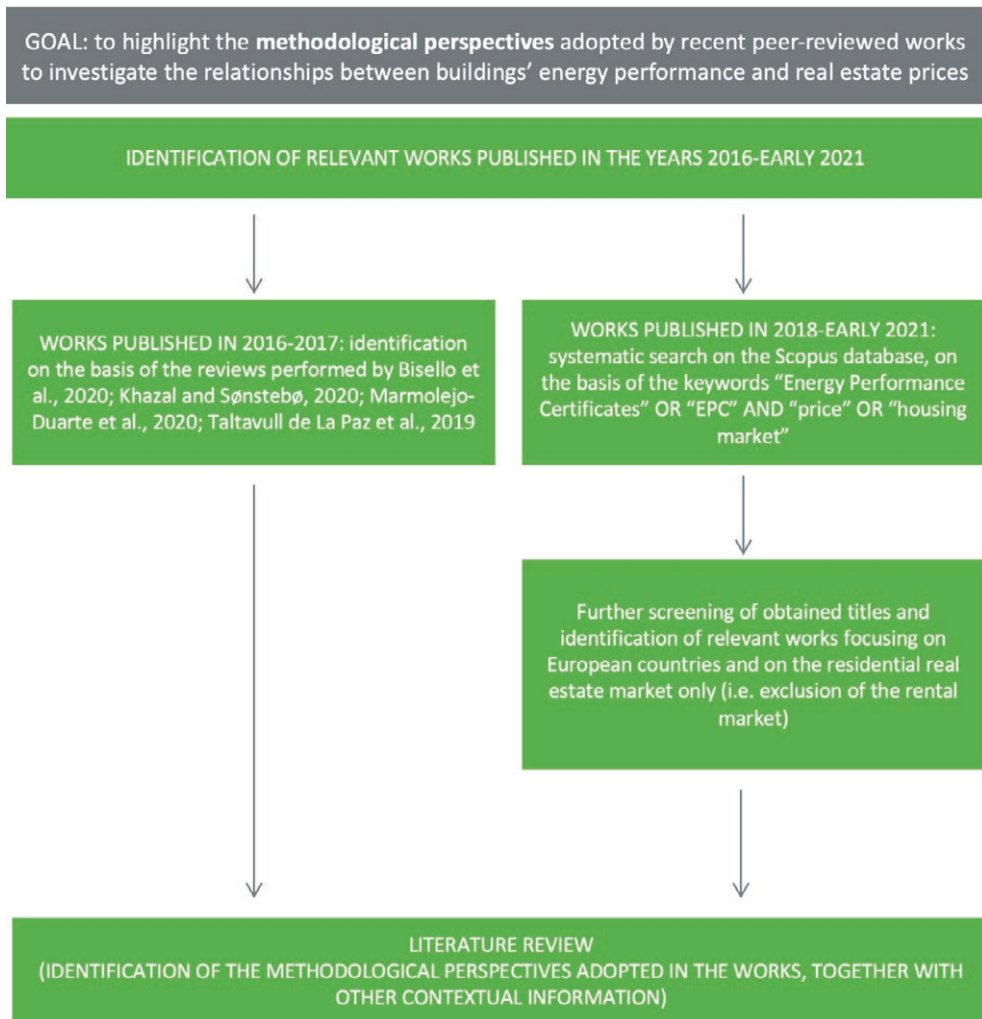 GOAL: to highlight the methodological perspectives adopted by recent peer-reviewed works
to investigate the relationships between buildings’ energy performance and real estate prices
IDENTIFICATION OF RELEVANT WORKS PUBLISHED IN THE YEARS 2016-EARLY 2021
WORKS PUBLISHED IN 2016-2017: identification
on the basis of the reviews performed by Bisello et
al., 2020; Khazal and Sønstebø, 2020; Marmolejo-
Duarte et al., 2020; Taltavull de La Paz et al., 2019
WORKS PUBLISHED IN 2018-EARLY 2021:
systematic search on the Scopus database, on
the basis of the keywords “Energy Performance
Certificates” OR “EPC” AND “price” OR “housing
market”
Further screening of obtained titles and
identification of relevant works focusing on
European countries and on the residential real
estate market only (i.e. exclusion of the rental
market)
LITERATURE REVIEW
(IDENTIFICATION OF THE METHODOLOGICAL PERSPECTIVES ADOPTED IN THE WORKS, TOGETHER WITH
OTHER CONTEXTUAL INFORMATION)